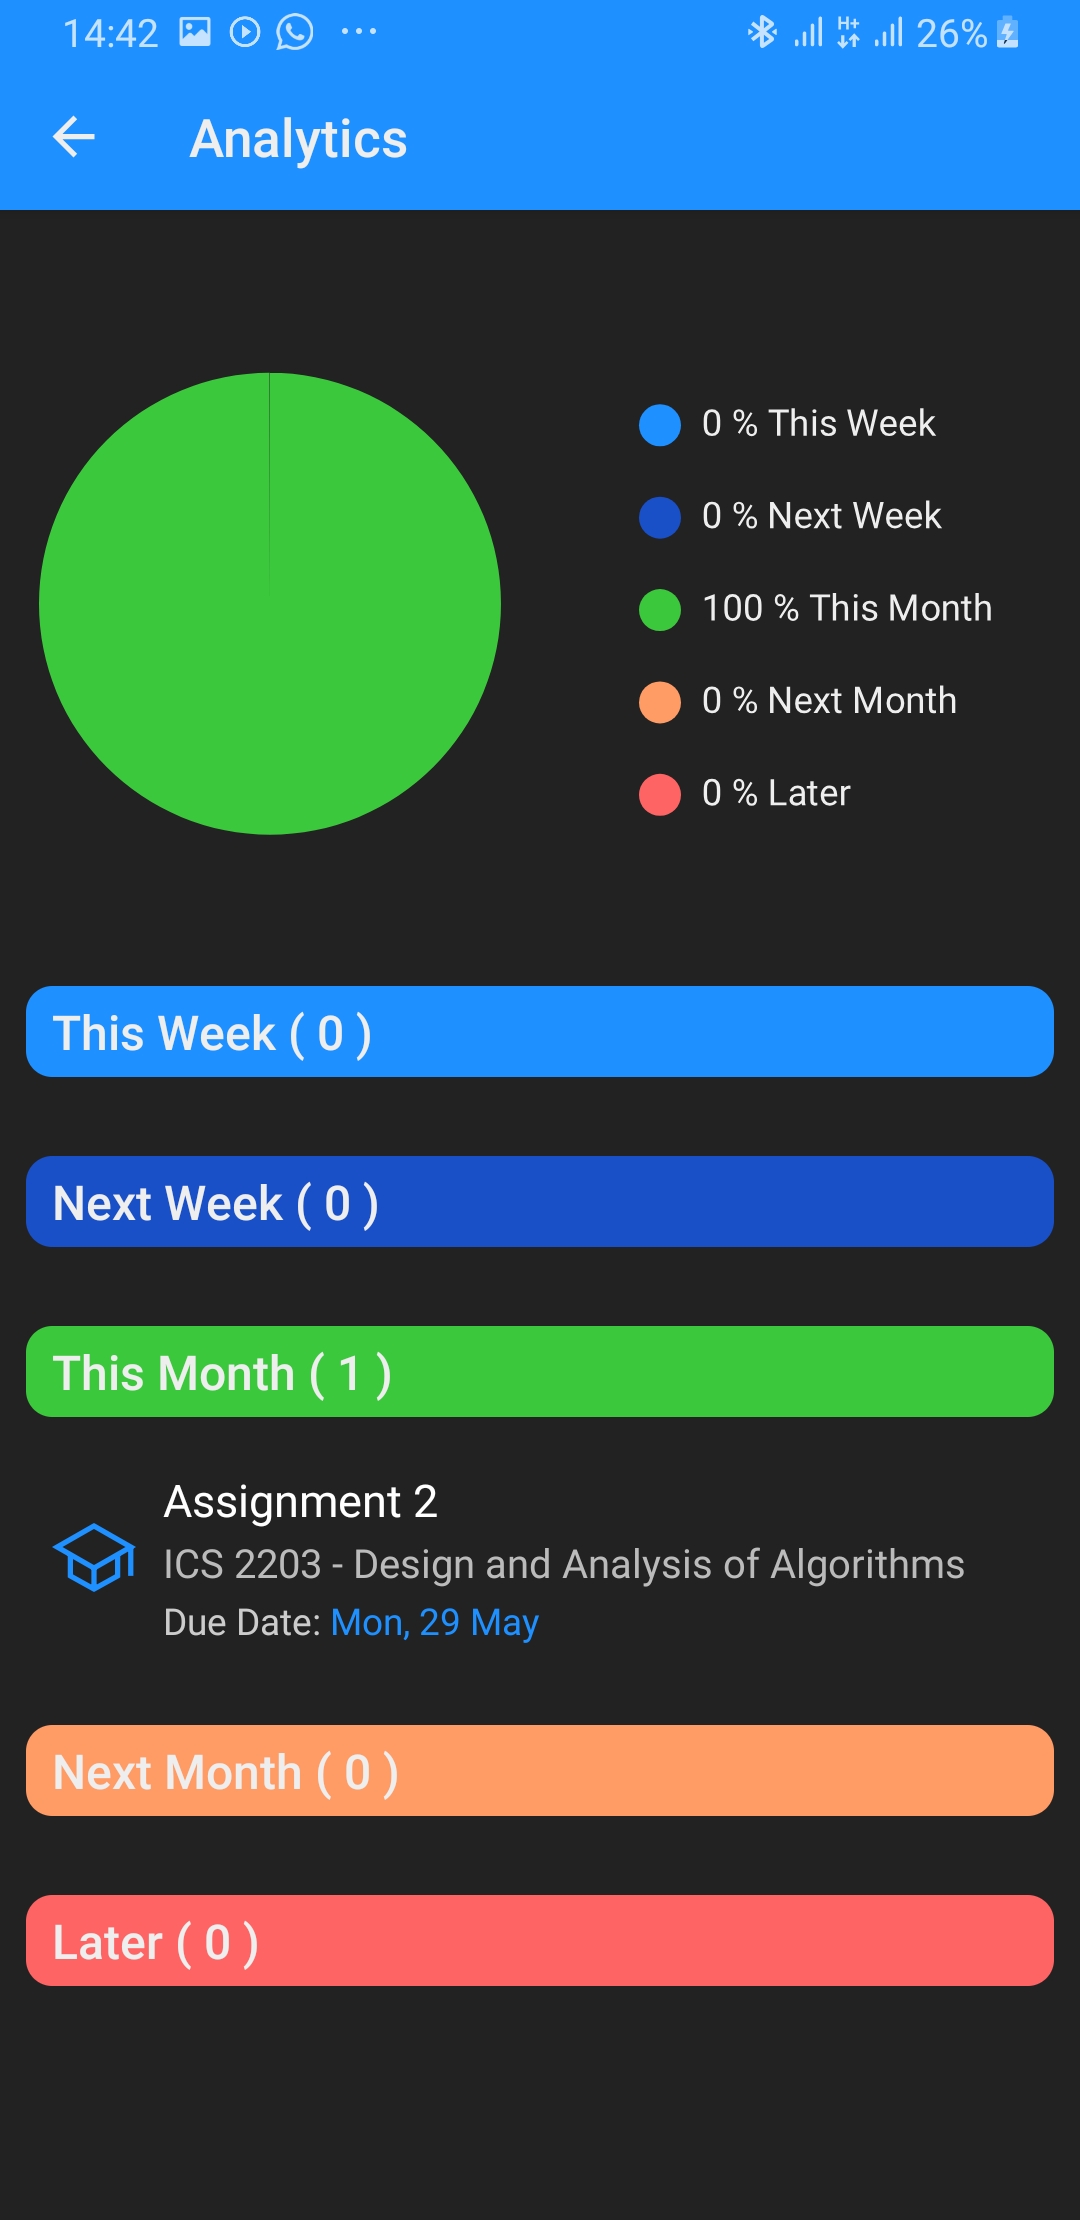 14:42 ... H+ 26%
Analytics
0 % This Week
0 % Next Week
100 % This Month
0 % Next Month
0 % Later
This Week ( 0 )
Next Week ( 0 )
This Month ( 1 )
Assignment 2
ICS 2203 - Design and Analysis of Algorithms
Due Date: Mon, 29 May
Next Month ( 0 )
Later ( 0 )